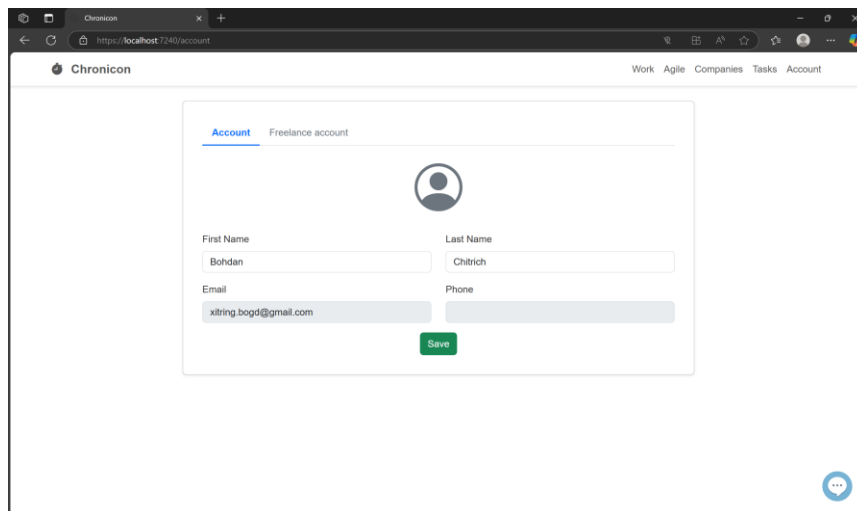 Chronicon
https://localhost:7240/account
Chronicon
Work Agile Companies Tasks Account
Account Freelance account
First Name Last Name
Bohdan Chitrich
Email Phone
xitring.bogd@gmail.com
Save